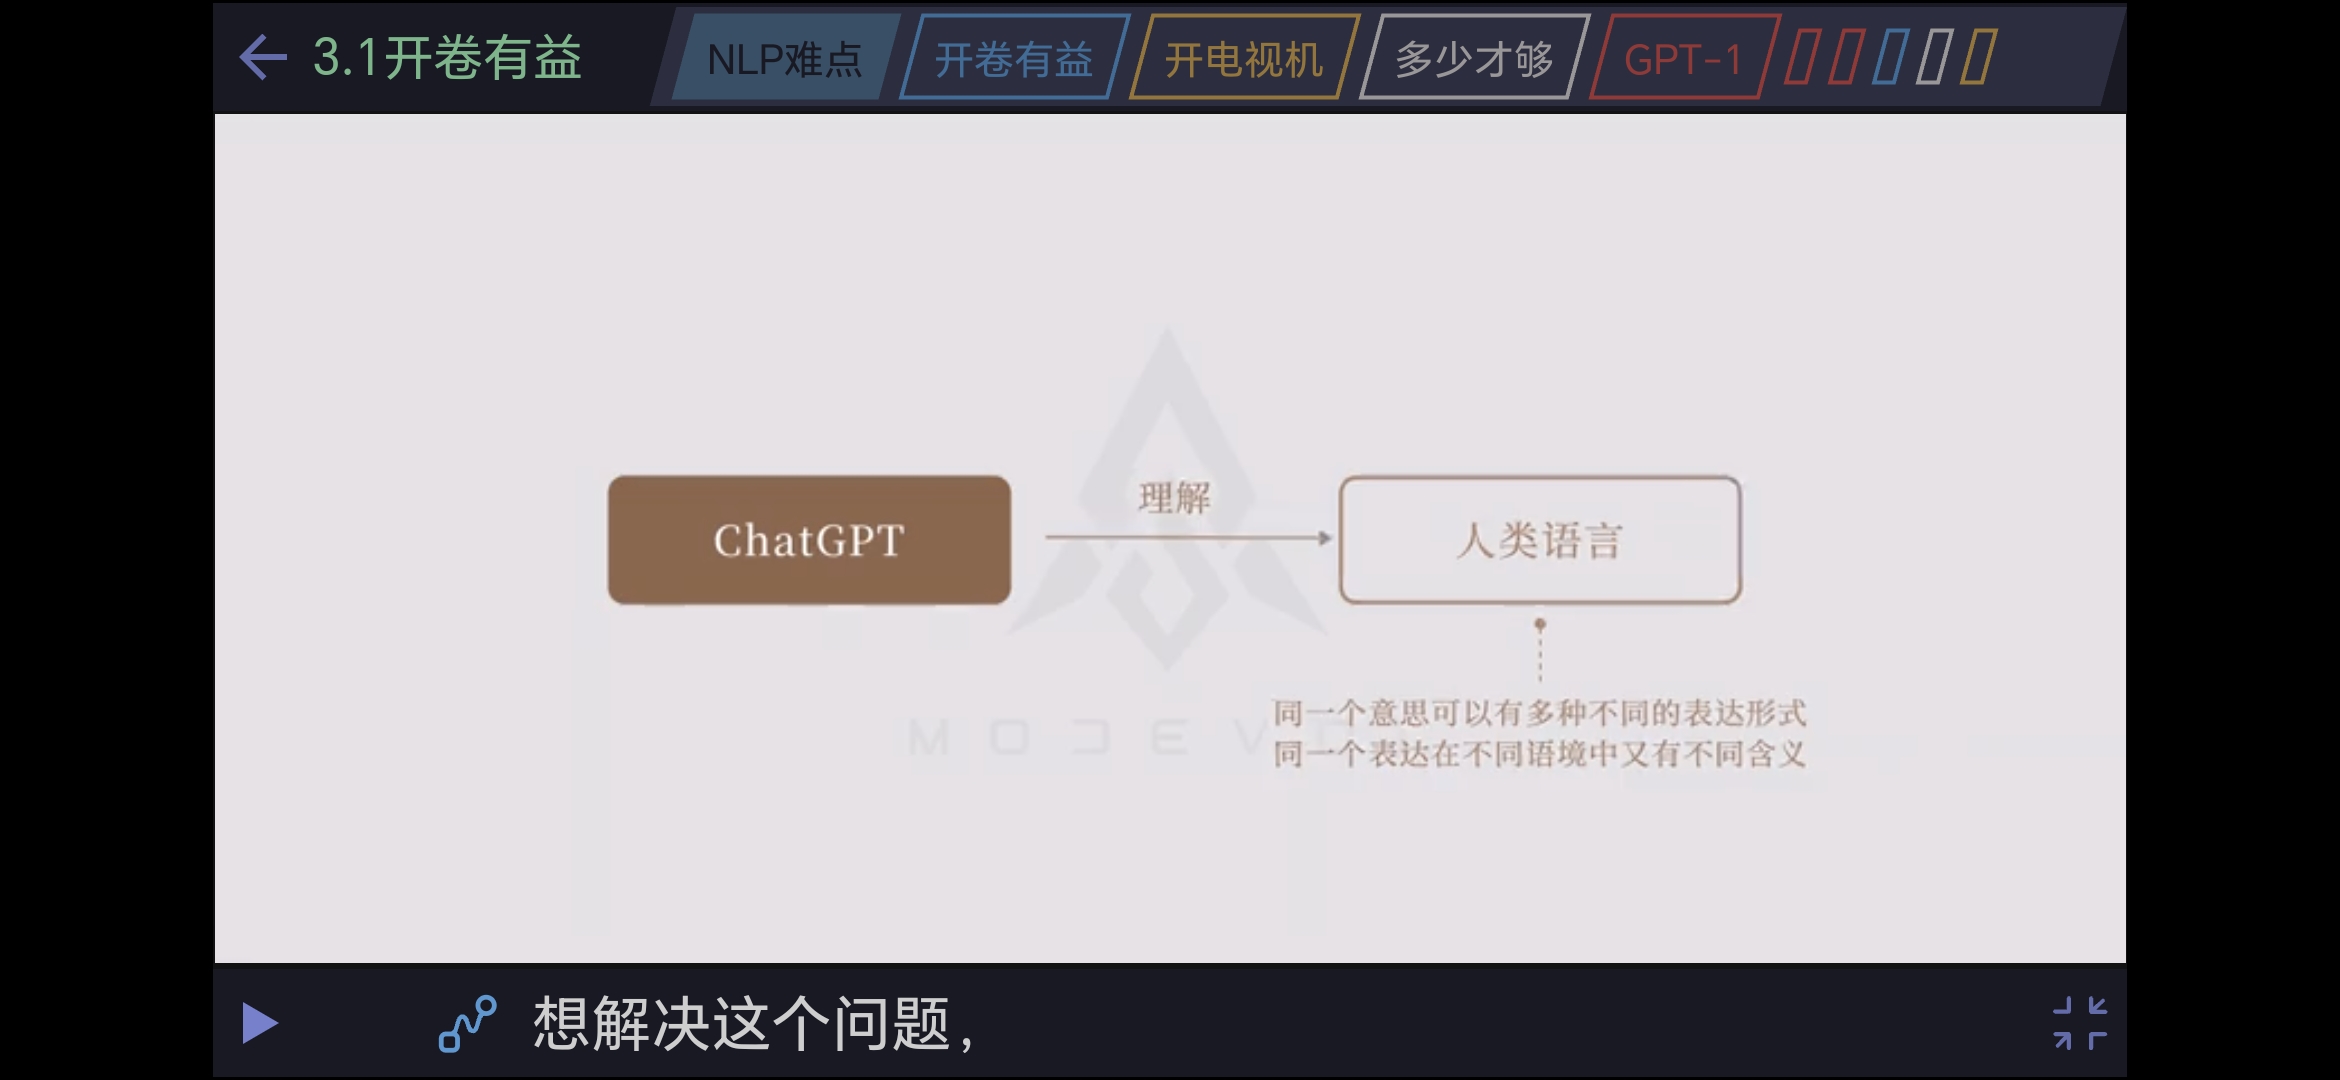 3.1开卷有益
NLP难点
开卷有益
开电视机
多少才够
GPT-1
ChatGPT
理解
人类语言
同一个意思可以有多种不同的表达形式
同一个表达在不同语境中又有不同含义
想解决这个问题，